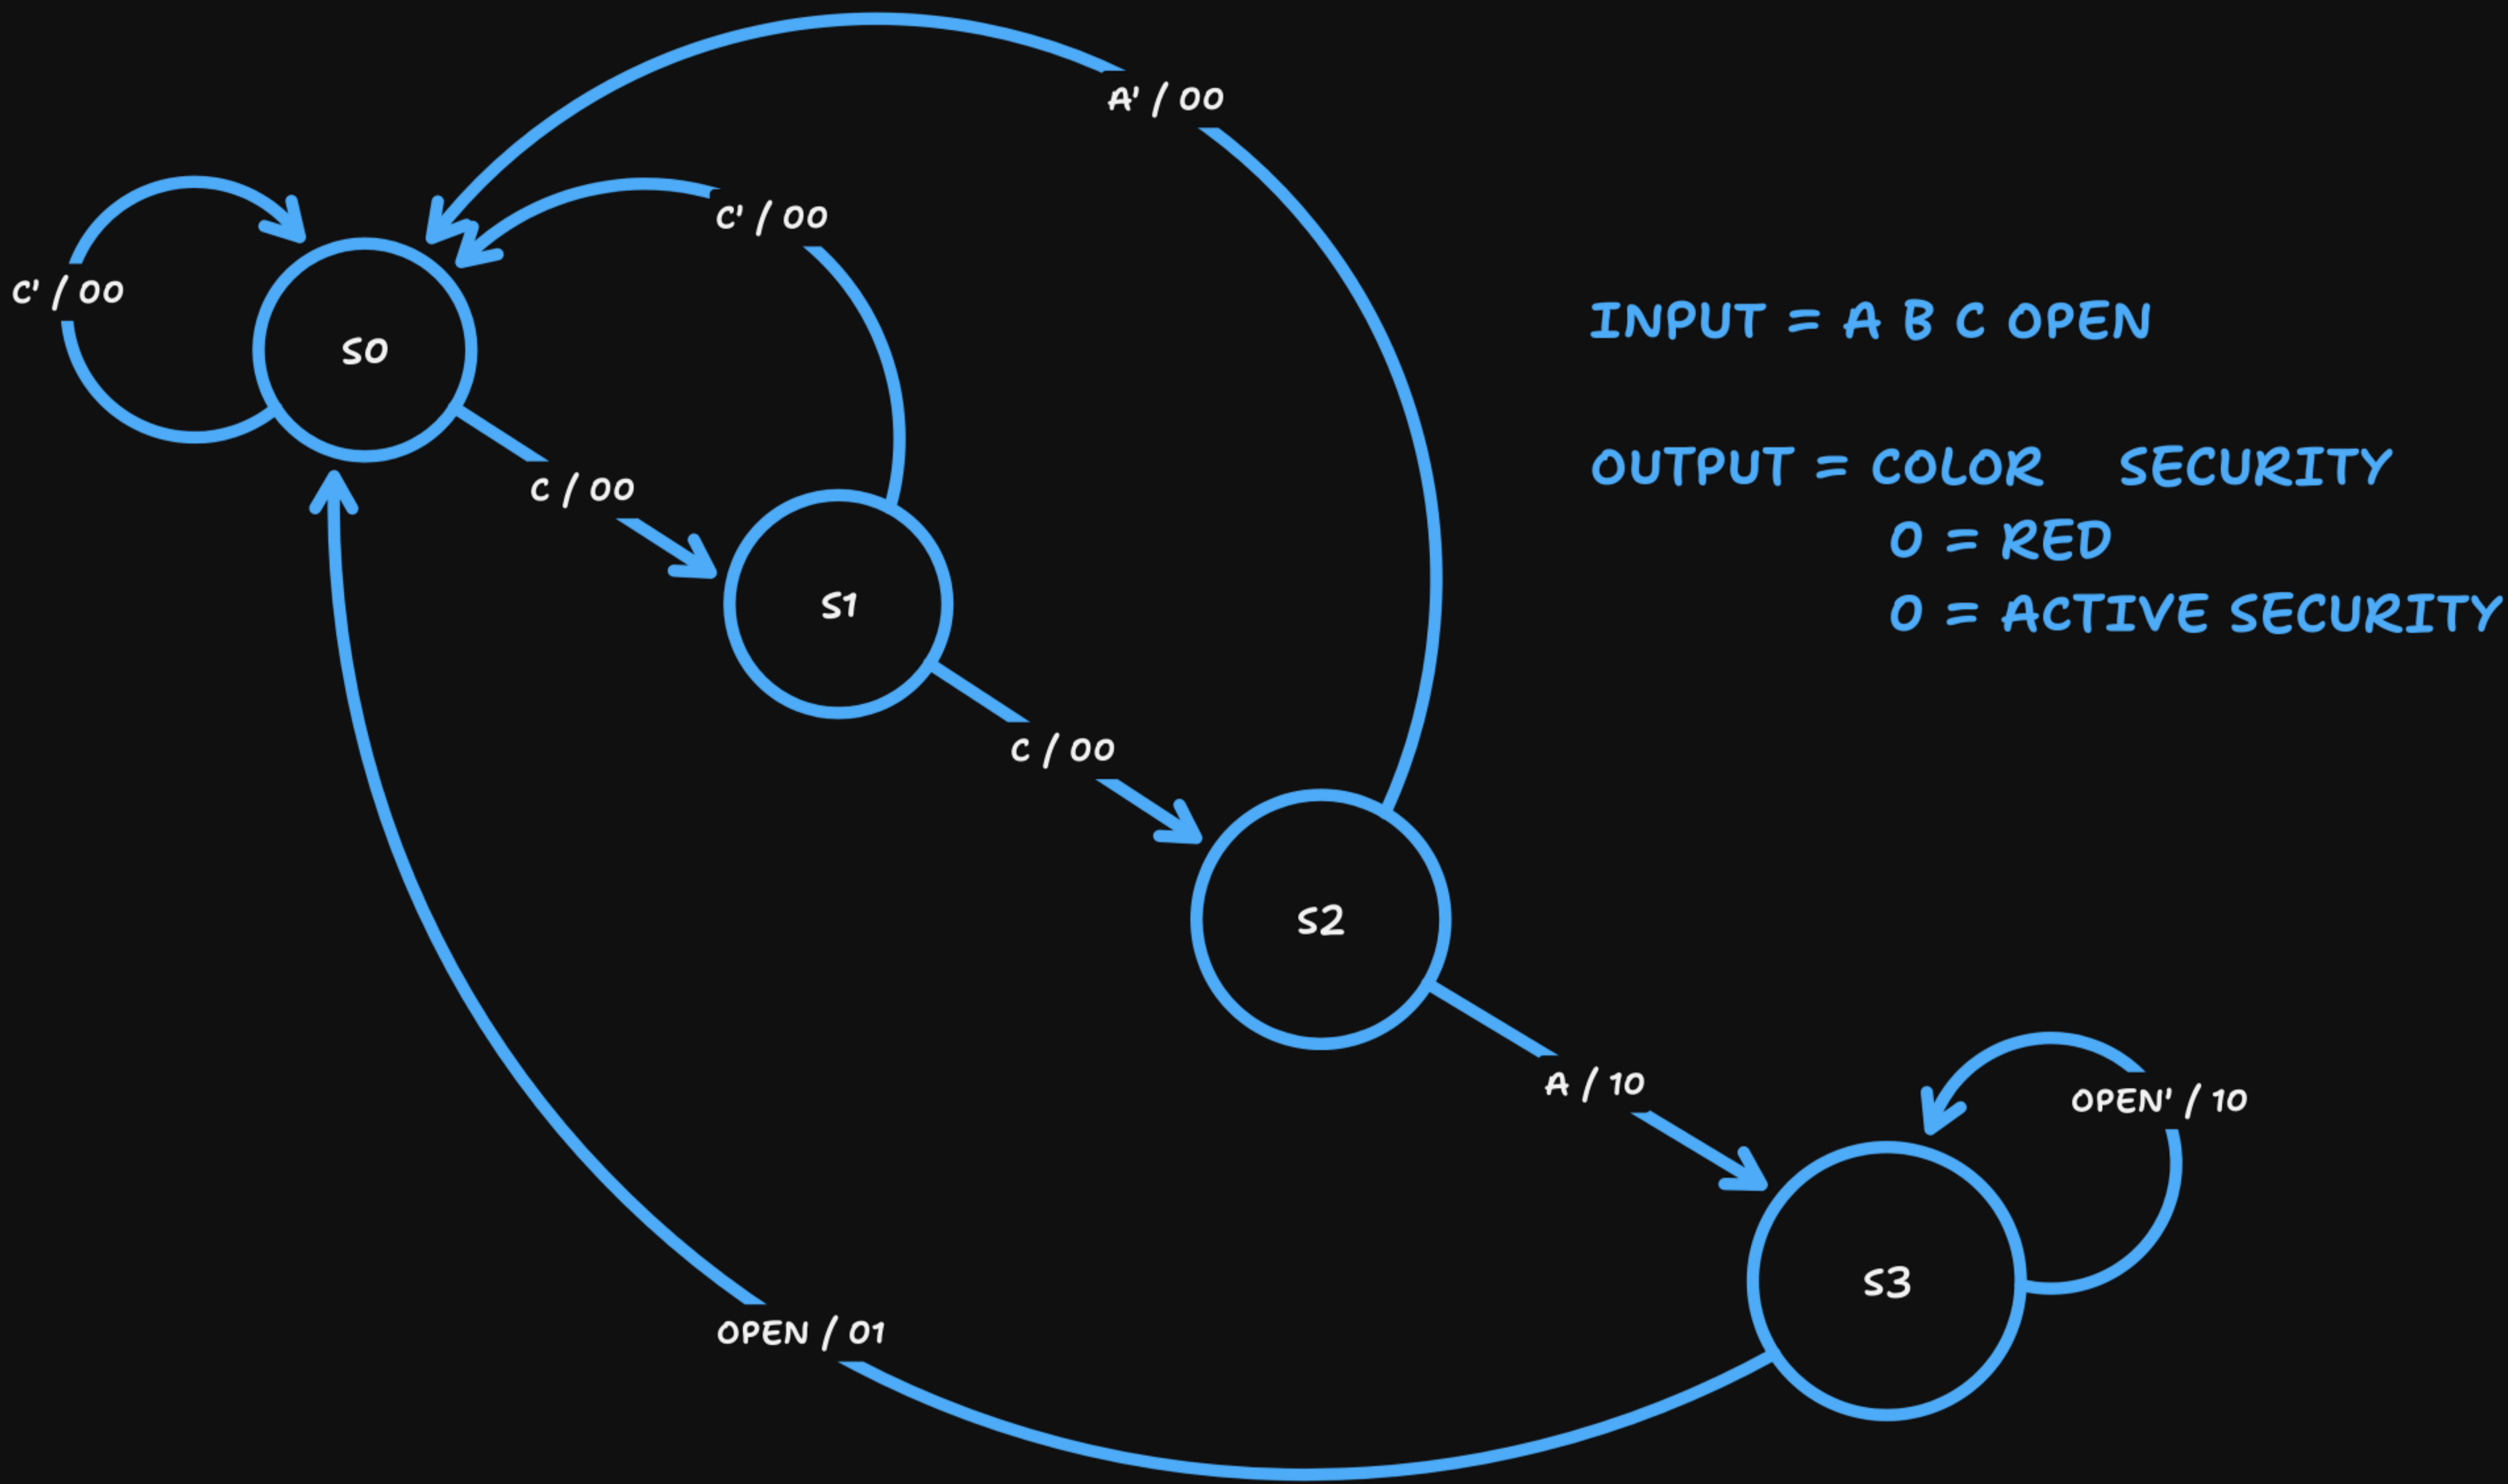 A' / 00
C' / 00
C' / 00
S0
INPUT = A B C OPEN
OUTPUT = COLOR SECURITY
0 = RED
0 = ACTIVE SECURITY
C / 00
S1
C / 00
S2
A / 10
OPEN' / 10
S3
OPEN / 01